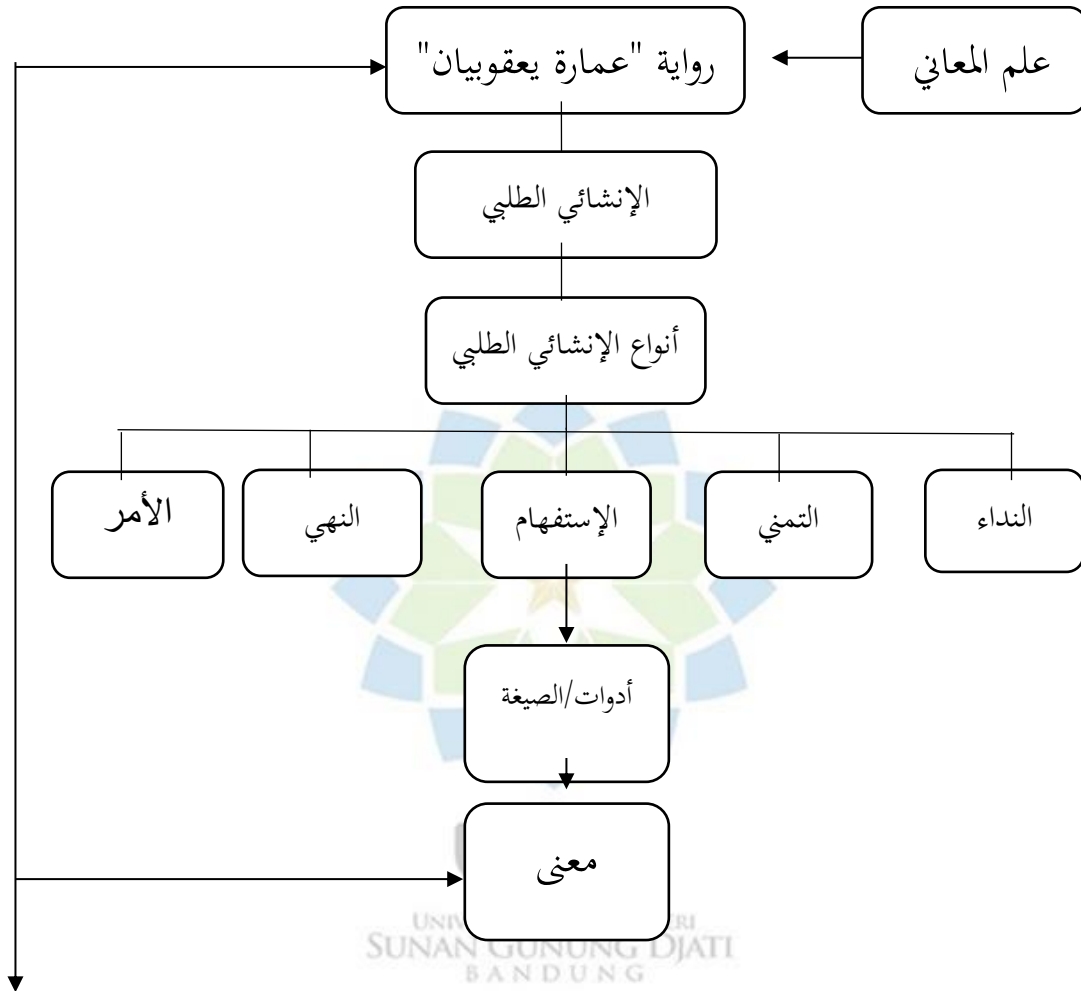 علم المعاني
رواية "عمارة يعقوبيان"
الإنشائي الطلبي
أنواع الإنشائي الطلبي
النداء
التمني
الإستفهام
النهي
الأمر
أدوات/الصيغة
معنى
SUNAN GUNUNG DJATI
BANDUNG